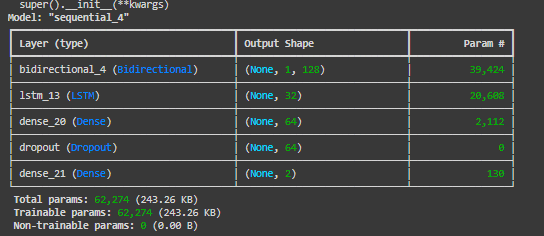 super().__init__(**kwargs)
Model: "sequential_4"
Layer (type) Output Shape Param #
bidirectional_4 (Bidirectional) (None, 1, 128) 39,424
lstm_13 (LSTM) (None, 32) 20,608
dense_20 (Dense) (None, 64) 2,112
dropout (Dropout) (None, 64) 0
dense_21 (Dense) (None, 2) 130
Total params: 62,274 (243.26 KB)
Trainable params: 62,274 (243.26 KB)
Non-trainable params: 0 (0.00 B)